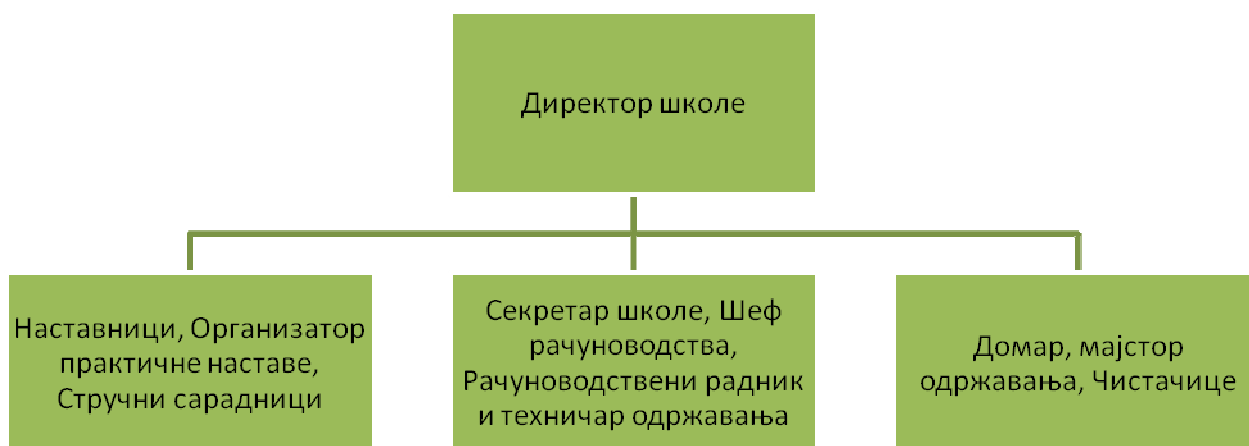 Директор школе
Наставници, Организатор
практичне наставе,
Стручни сарадници
Секретар школе, Шеф
рачуноводства,
Рачуноводствени радник
и техничар одржавања
Домар, мајстор
одржавања, Чистачице